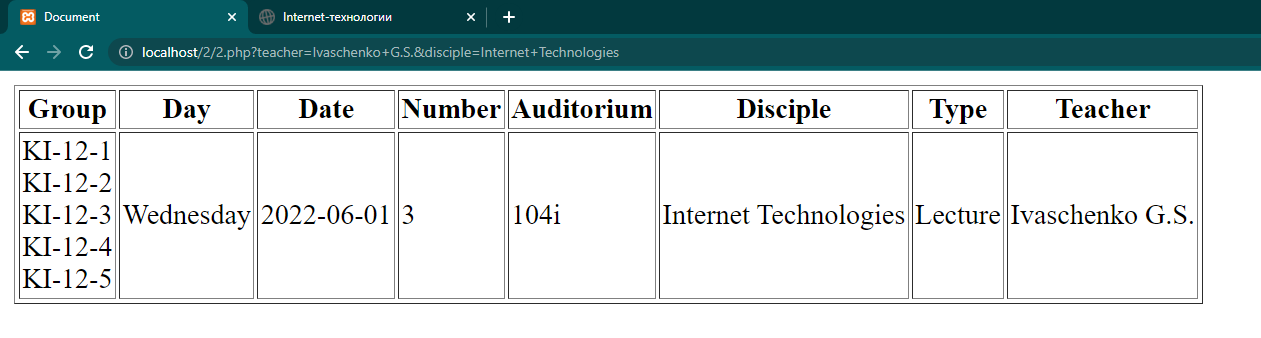 Document
Internet-технологии
localhost/2/2.php?teacher=Ivaschenko+G.S.&disciple=Internet+Technologies
Group Day Date Number Auditorium Disciple Type Teacher
KI-12-1
KI-12-2
KI-12-3 Wednesday 2022-06-01 3 104i Internet Technologies Lecture Ivaschenko G.S.
KI-12-4
KI-12-5